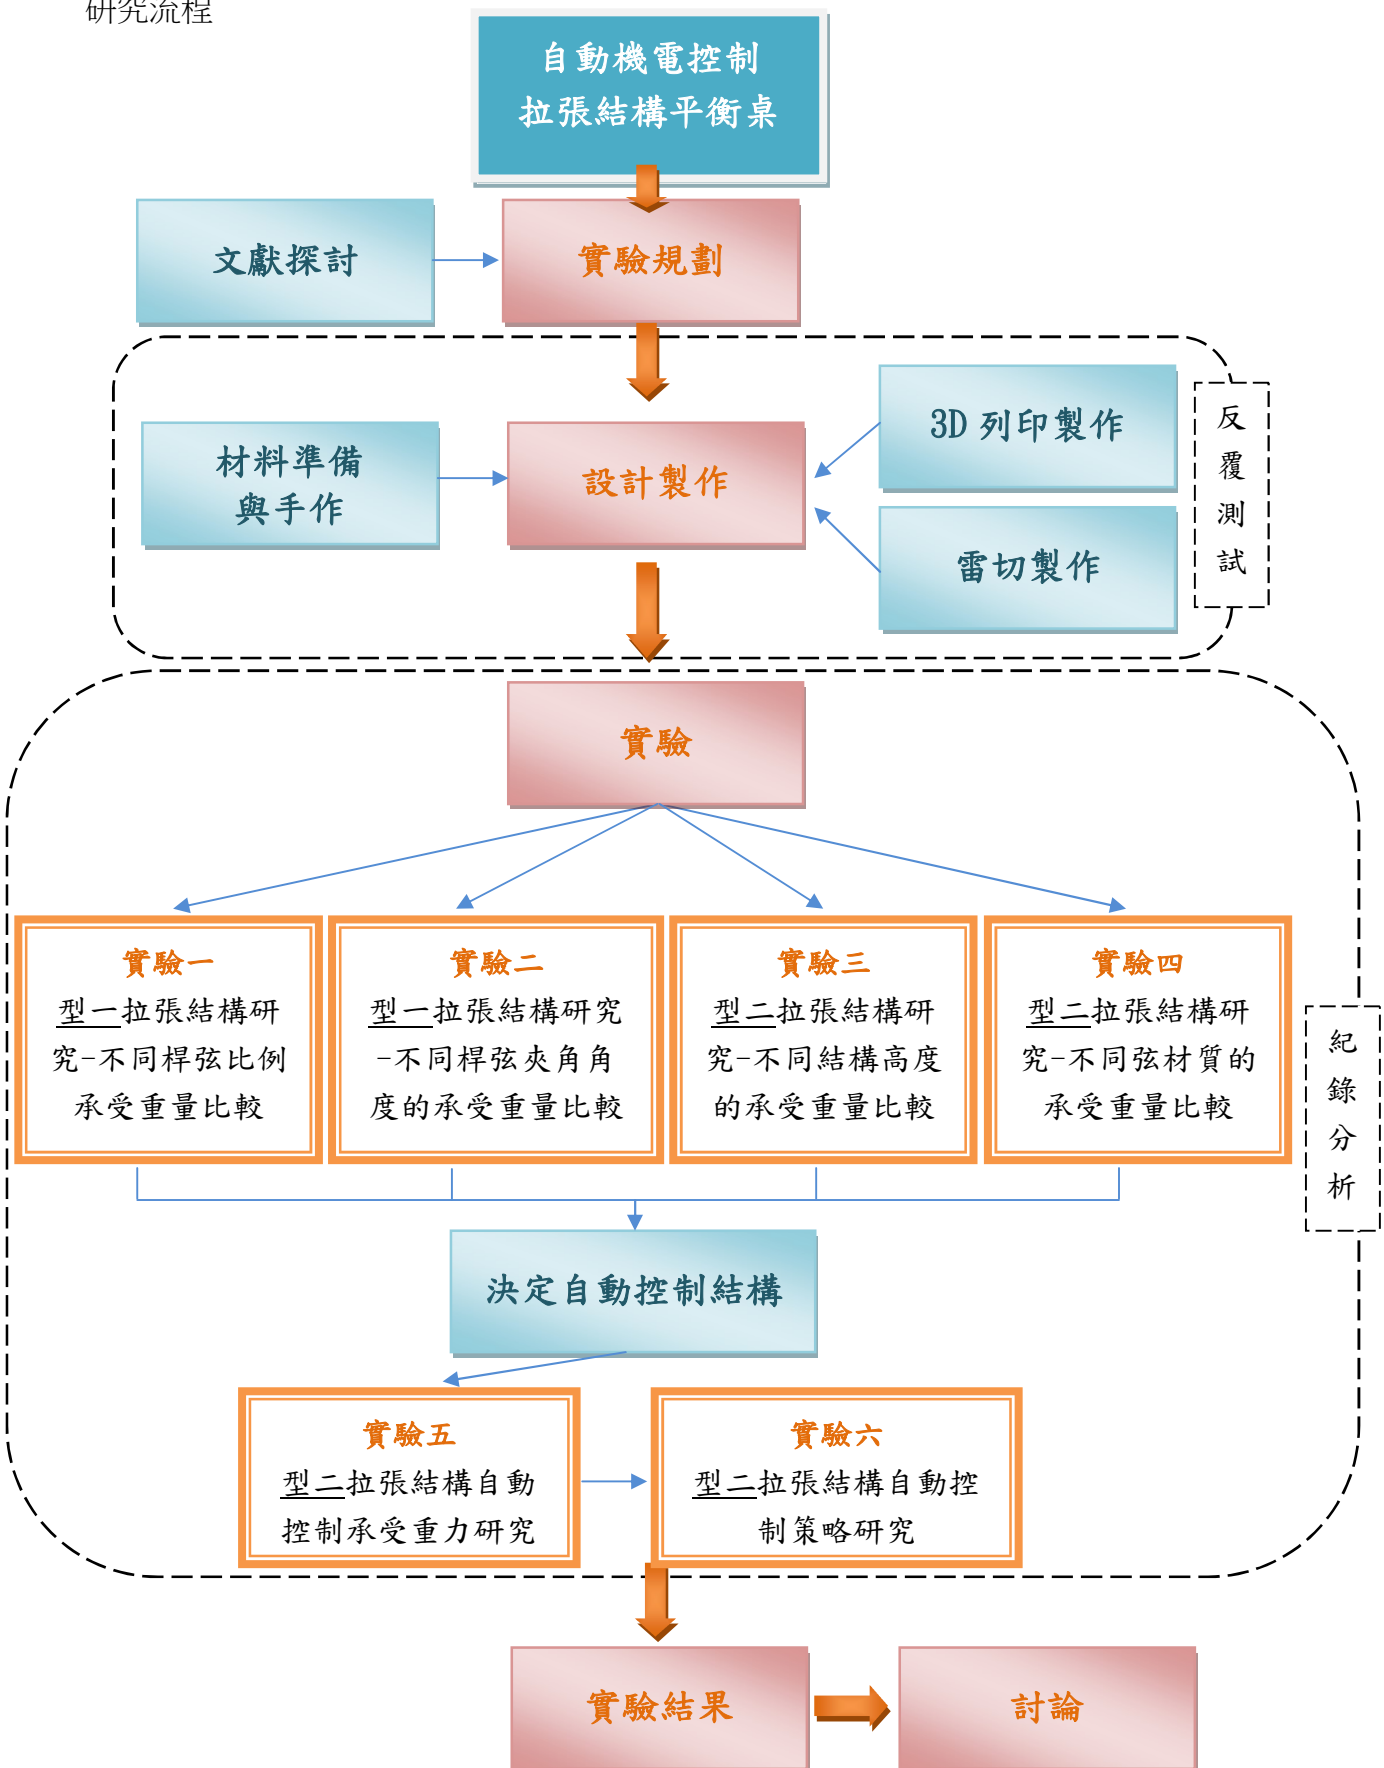 研究流程
自動機電控制
拉張結構平衡桌
文獻探討
實驗規劃
材料準備
與手作
設計製作
3D 列印製作
雷切製作
反
覆
測
試
實驗
實驗一
型一拉張結構研
究-不同桿弦比例
承受重量比較
實驗二
型一拉張結構研究
-不同桿弦夾角角
度的承受重量比較
實驗三
型二拉張結構研
究-不同結構高度
的承受重量比較
實驗四
型二拉張結構研
究-不同弦材質的
承受重量比較
紀
錄
分
析
決定自動控制結構
實驗五
型二拉張結構自動
控制承受重力研究
實驗六
型二拉張結構自動控
制策略研究
實驗結果
討論